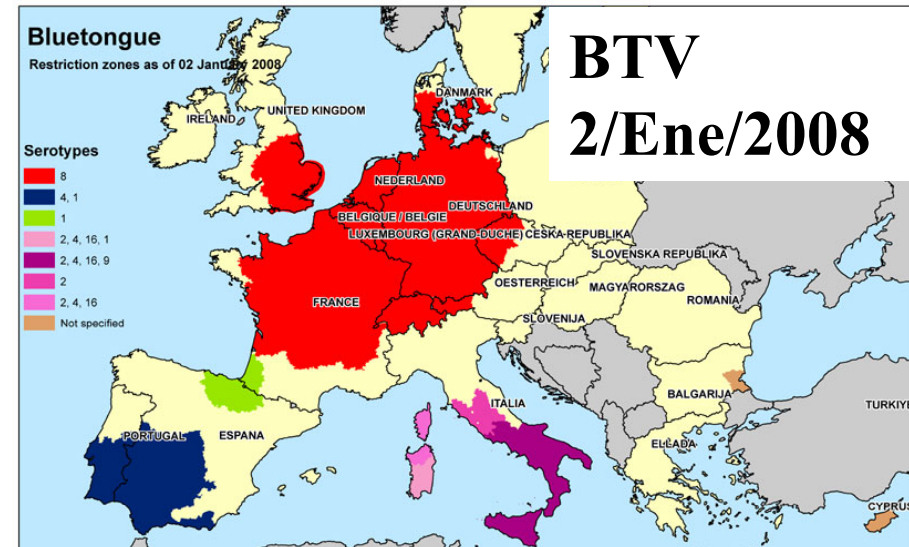 Bluetongue
Restriction zones as of 02 January 2008
BTV
2/Ene/2008
Serotypes
8
4, 1
1
2, 4, 16, 1
2, 4, 16, 9
2
2, 4, 16
Not specified
DANMARK
UNITED KINGDOM
IRELAND
NEDERLAND
DEUTSCHLAND
BELGIQUE / BELGIE
LUXEMBOURG (GRAND-DUCHE)
CESKA REPUBLIKA
SLOVENSKA REPUBLIKA
OESTERREICH
MAGYARORSZAG
ROMANIA
FRANCE
SLOVENIJA
BALGARIJA
ITALIA
TURKIYE
PORTUGAL
ESPANA
ELLADA
CYPRUS